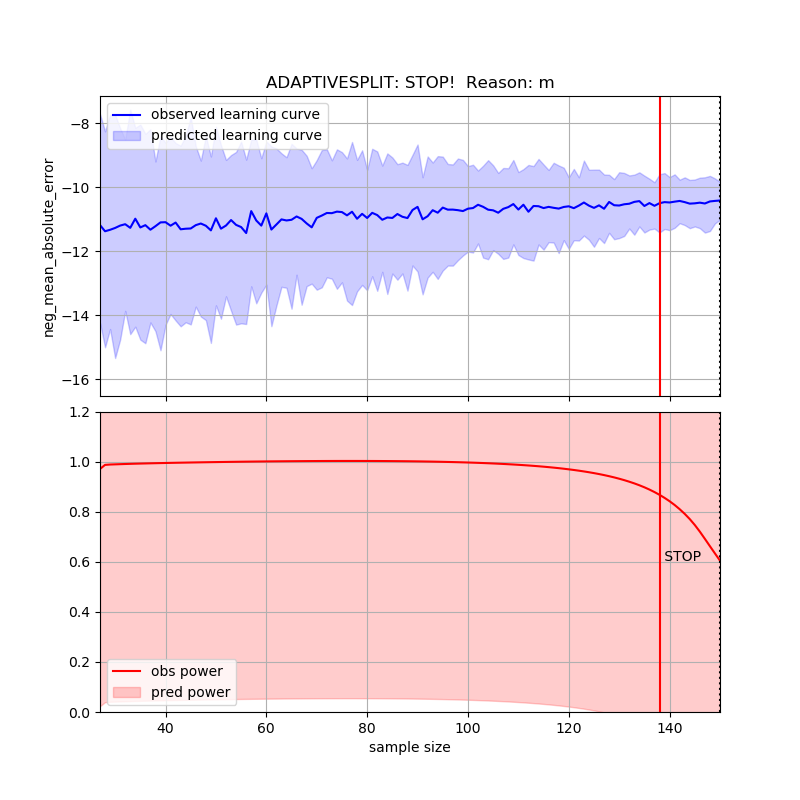 ADAPTIVESPLIT: STOP!  Reason: m
observed learning curve
predicted learning curve
neg_mean_absolute_error
−8
−10
−12
−14
−16
1.2
1.0
0.8
0.6
0.4
0.2
0.0
STOP
obs power
pred power
40
60
80
100
120
140
sample size